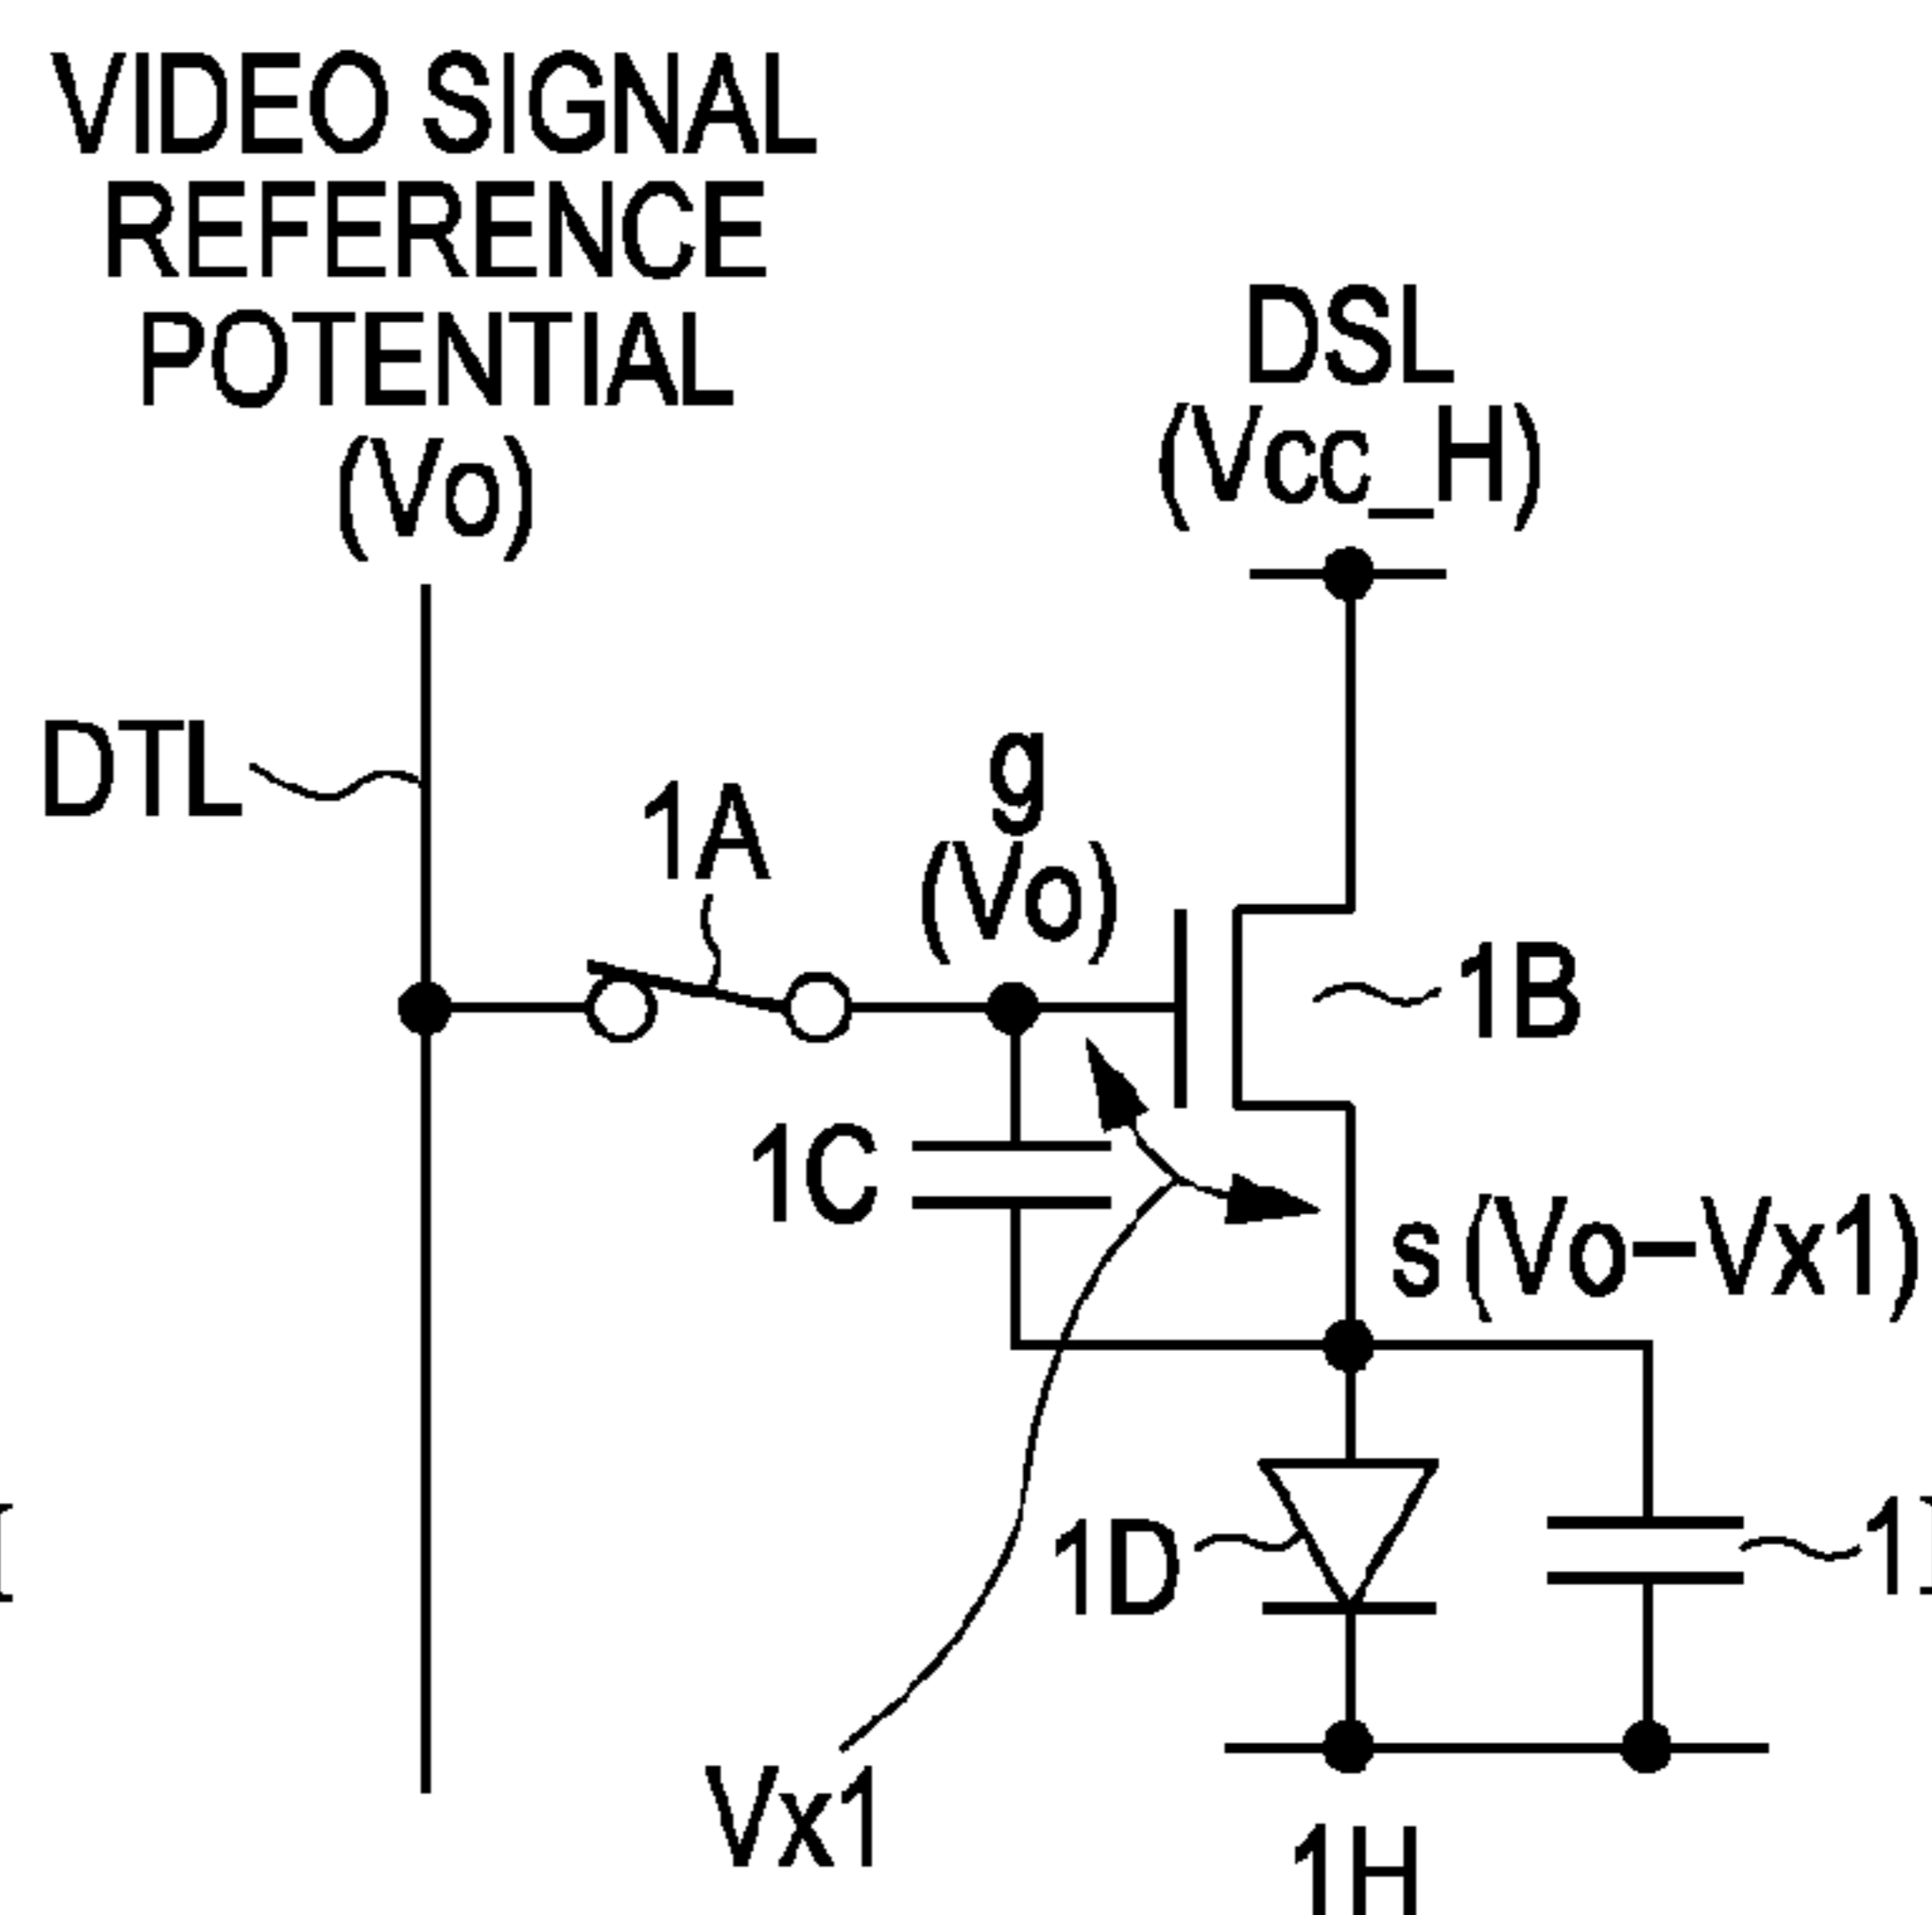 VIDEO SIGNAL
REFERENCE
POTENTIAL
(Vo)
DSL
(Vcc_H)
DTL
1A
g
(Vo)
1B
1C
s (Vo−Vx1)
1D
Vx1
1H